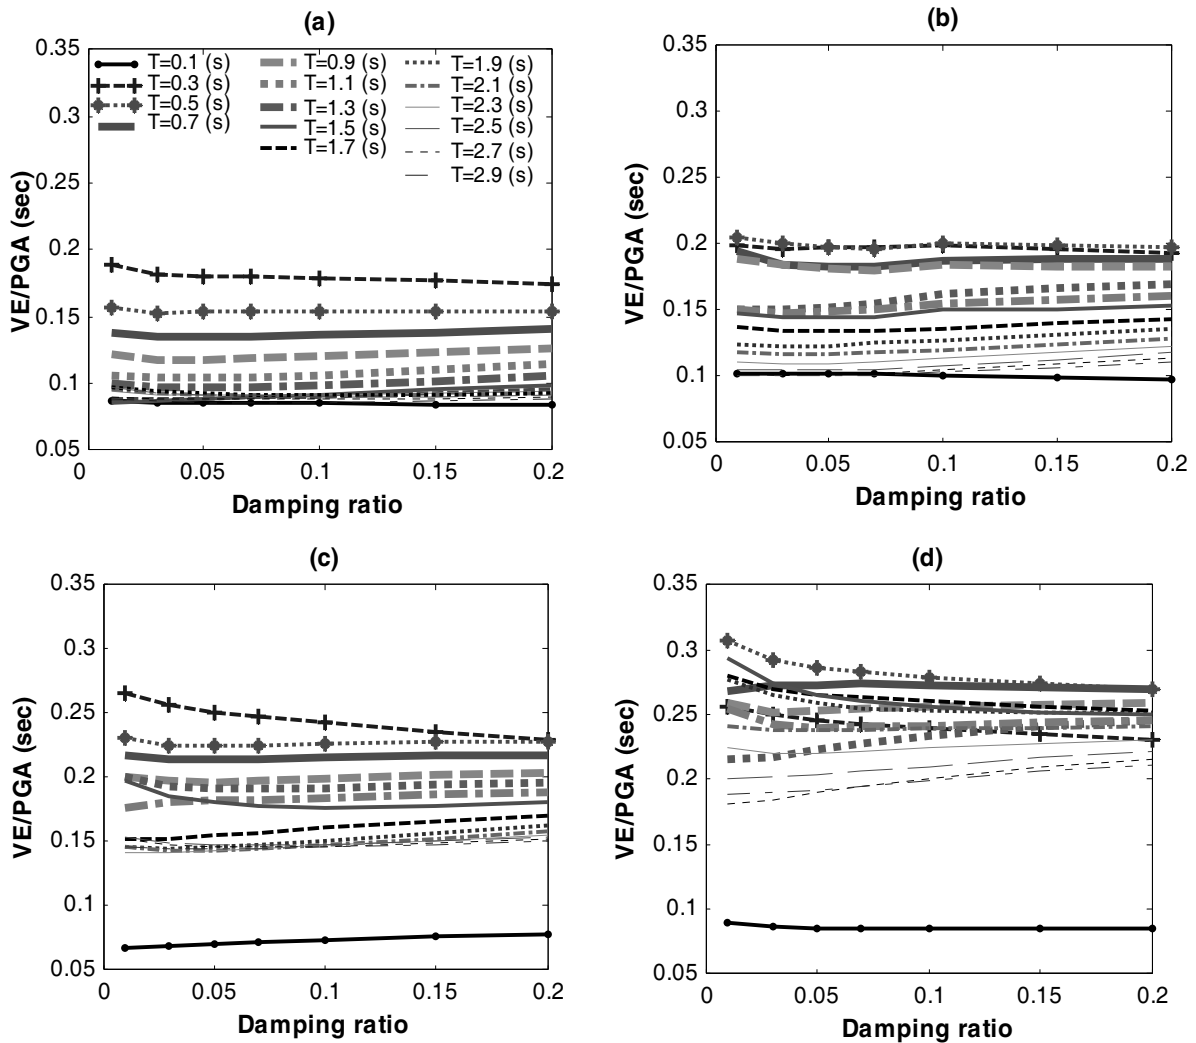 (a)
0.35
0.3
0.25
0.2
0.15
0.1
0.05
VE/PGA (sec)
T=0.1 (s)
T=0.3 (s)
T=0.5 (s)
T=0.7 (s)
T=0.9 (s)
T=1.1 (s)
T=1.3 (s)
T=1.5 (s)
T=1.7 (s)
T=1.9 (s)
T=2.1 (s)
T=2.3 (s)
T=2.5 (s)
T=2.7 (s)
T=2.9 (s)
0 0.05 0.1 0.15 0.2
Damping ratio
(b)
0.35
0.3
0.25
0.2
0.15
0.1
0.05
VE/PGA (sec)
0 0.05 0.1 0.15 0.2
Damping ratio
(c)
0.35
0.3
0.25
0.2
0.15
0.1
0.05
VE/PGA (sec)
0 0.05 0.1 0.15 0.2
Damping ratio
(d)
0.35
0.3
0.25
0.2
0.15
0.1
0.05
VE/PGA (sec)
0 0.05 0.1 0.15 0.2
Damping ratio